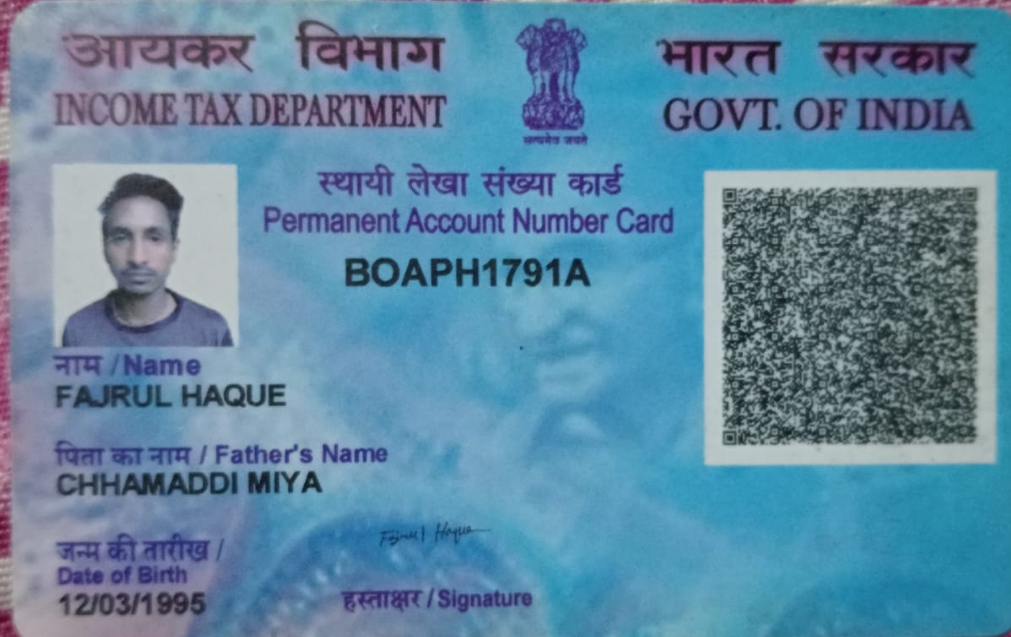 आयकर विभाग
INCOME TAX DEPARTMENT
सत्यमेव जयते
भारत सरकार
GOVT. OF INDIA
स्थायी लेखा संख्या कार्ड
Permanent Account Number Card
BOAPH1791A
नाम /Name
FAJRUL HAQUE
पिता का नाम / Father's Name
CHHAMADDI MIYA
जन्म की तारीख /
Date of Birth
12/03/1995
Fajrul Haque
हस्ताक्षर / Signature